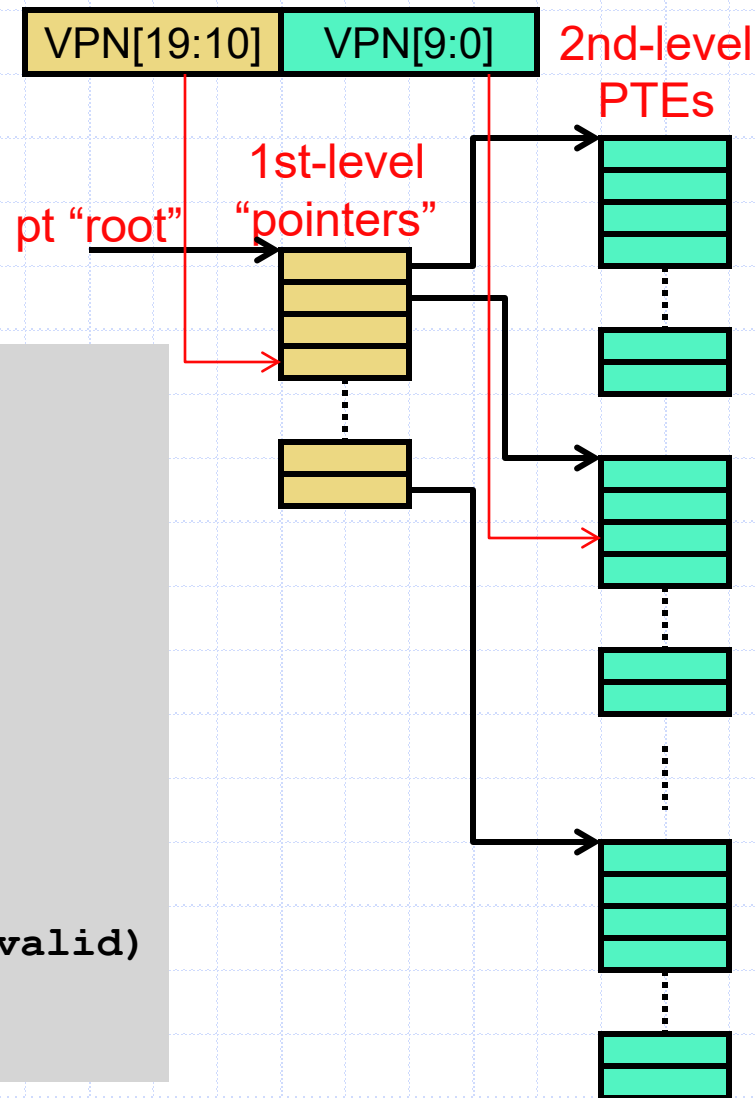 VPN[19:10] VPN[9:0]
2nd-level
PTEs
1st-level
“pointers”
pt “root”
valid)